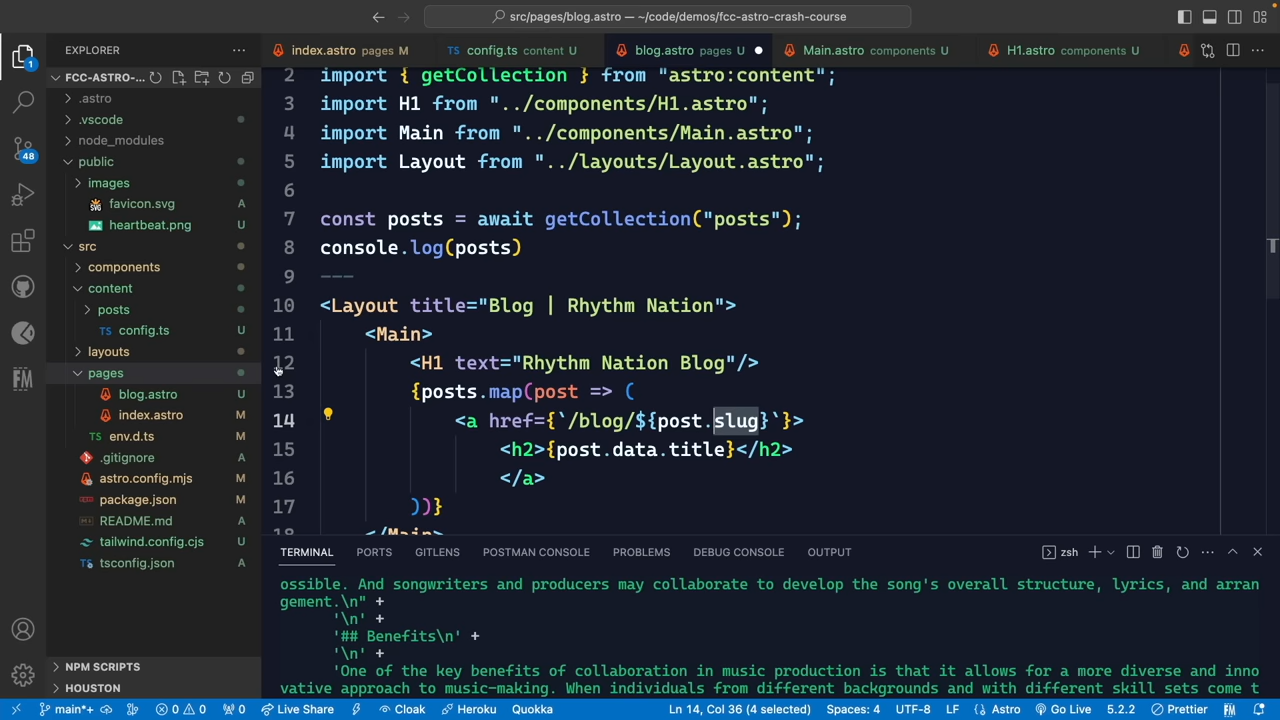 src/pages/blog.astro — ~/code/demos/fcc-astro-crash-course
EXPLORER
index.astro pages M
config.ts content U
blog.astro pages U
Main.astro components U
H1.astro components U
FCC-ASTRO-...
.astro
.vscode
node_modules
public
images
favicon.svg A
heartbeat.png U
src
components
content
posts
config.ts U
layouts
pages
blog.astro U
index.astro M
env.d.ts M
.gitignore A
astro.config.mjs M
package.json M
README.md A
tailwind.config.cjs U
tsconfig.json A
NPM SCRIPTS
HOUSTON
1
48
FM
2 import { getCollection } from "astro:content";
3 import H1 from "../components/H1.astro";
4 import Main from "../components/Main.astro";
5 import Layout from "../layouts/Layout.astro";
6
7 const posts = await getCollection("posts");
8 console.log(posts)
9 ---
10 <Layout title="Blog | Rhythm Nation">
11 <Main>
12 <H1 text="Rhythm Nation Blog"/>
13 {posts.map(post => (
14 <a href={`/blog/${post.slug}`}>
15 <h2>{post.data.title}</h2>
16 </a>
17 ))}
18 </Main>
TERMINAL PORTS GITLENS POSTMAN CONSOLE PROBLEMS DEBUG CONSOLE OUTPUT zsh
ossible. And songwriters and producers may collaborate to develop the song's overall structure, lyrics, and arran
gement.\n" +
'\n' +
'## Benefits\n' +
'\n' +
'One of the key benefits of collaboration in music production is that it allows for a more diverse and inno
vative approach to music-making. When individuals from different backgrounds and with different skill sets come t
main*+ 0 0 0 Live Share Cloak Heroku Quokka Ln 14, Col 36 (4 selected) Spaces: 4 UTF-8 LF Astro Go Live 5.2.2 Prettier FM